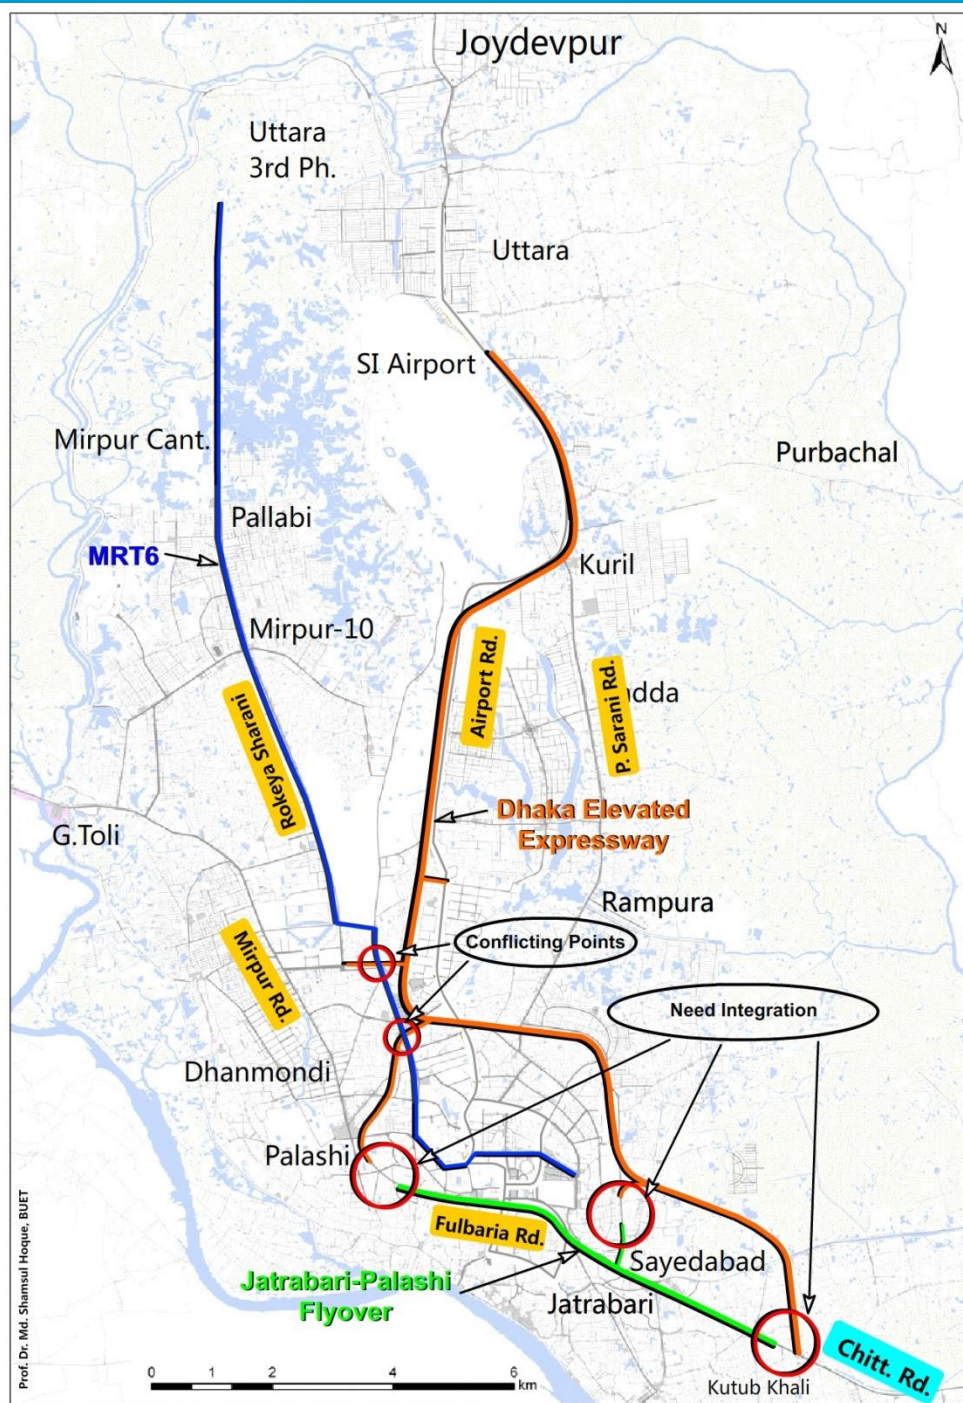 Joydevpur
N
Uttara
3rd Ph.
Uttara
SI Airport
Mirpur Cant.
Purbachal
Pallabi
MRT6
Kuril
Mirpur-10
Airport Rd.
P. Sarani Rd.
dda
Rokeya Sharani
Dhaka Elevated
Expressway
G.Toli
Rampura
Mirpur Rd.
Conflicting Points
Need Integration
Dhanmondi
Palashi
Fulbaria Rd.
Sayedabad
Jatrabari-Palashi
Flyover
Jatrabari
Chitt. Rd.
Kutub Khali
0 1 2 4 6
km
Prof. Dr. Md. Shamsul Hoque, BUET